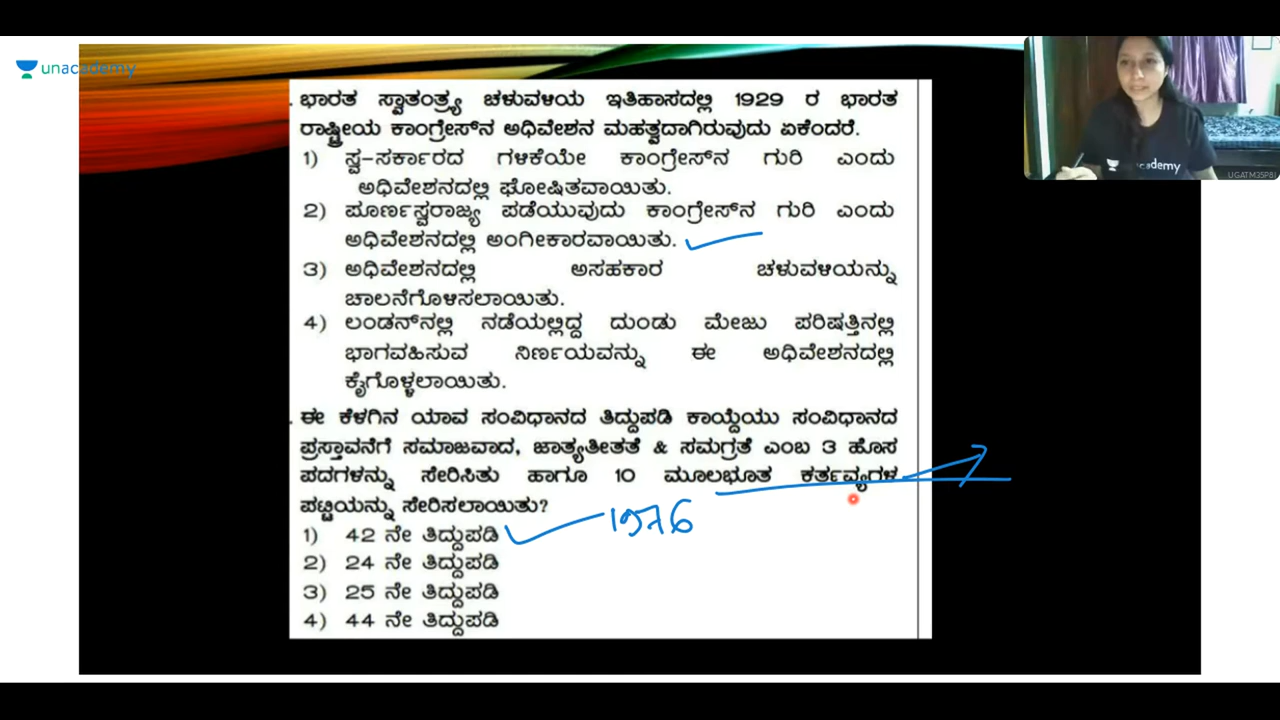 unacademy
. ಭಾರತ ಸ್ವಾತಂತ್ರ್ಯ ಚಳುವಳಿಯ ಇತಿಹಾಸದಲ್ಲಿ 1929 ರ ಭಾರತ
ರಾಷ್ಟ್ರೀಯ ಕಾಂಗ್ರೇಸ್‌ನ ಅಧಿವೇಶನ ಮಹತ್ವದಾಗಿರುವುದು ಏಕೆಂದರೆ.
1) ಸ್ವ-ಸರ್ಕಾರದ ಗಳಿಕೆಯೇ ಕಾಂಗ್ರೇಸ್‌ನ ಗುರಿ ಎಂದು
ಅಧಿವೇಶನದಲ್ಲಿ ಘೋಷಿತವಾಯಿತು.
2) ಪೂರ್ಣಸ್ವರಾಜ್ಯ ಪಡೆಯುವುದು ಕಾಂಗ್ರೇಸ್‌ನ ಗುರಿ ಎಂದು
ಅಧಿವೇಶನದಲ್ಲಿ ಅಂಗೀಕಾರವಾಯಿತು.
3) ಅಧಿವೇಶನದಲ್ಲಿ ಅಸಹಕಾರ ಚಳುವಳಿಯನ್ನು
ಚಾಲನೆಗೊಳಿಸಲಾಯಿತು.
4) ಲಂಡನ್‌ನಲ್ಲಿ ನಡೆಯಲ್ಲಿದ್ದ ದುಂಡು ಮೇಜು ಪರಿಷತ್ತಿನಲ್ಲಿ
ಭಾಗವಹಿಸುವ ನಿರ್ಣಯವನ್ನು ಈ ಅಧಿವೇಶನದಲ್ಲಿ
ಕೈಗೊಳ್ಳಲಾಯಿತು.
. ಈ ಕೆಳಗಿನ ಯಾವ ಸಂವಿಧಾನದ ತಿದ್ದುಪಡಿ ಕಾಯ್ದೆಯು ಸಂವಿಧಾನದ
ಪ್ರಸ್ತಾವನೆಗೆ ಸಮಾಜವಾದ, ಜಾತ್ಯತೀತತೆ & ಸಮಗ್ರತೆ ಎಂಬ 3 ಹೊಸ
ಪದಗಳನ್ನು ಸೇರಿಸಿತು ಹಾಗೂ 10 ಮೂಲಭೂತ ಕರ್ತವ್ಯಗಳ
ಪಟ್ಟಿಯನ್ನು ಸೇರಿಸಲಾಯಿತು?
1) 42 ನೇ ತಿದ್ದುಪಡಿ 1976
2) 24 ನೇ ತಿದ್ದುಪಡಿ
3) 25 ನೇ ತಿದ್ದುಪಡಿ
4) 44 ನೇ ತಿದ್ದುಪಡಿ
unacademy
UGATM35P8I